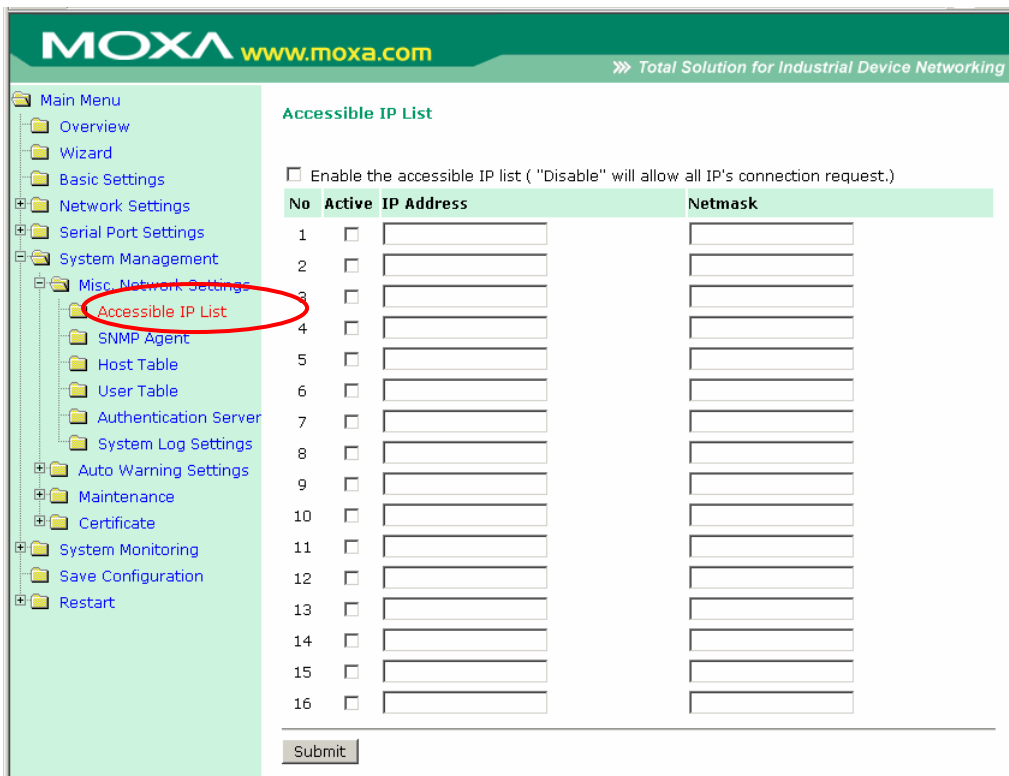 MOXA www.moxa.com
Total Solution for Industrial Device Networking
Main Menu
Overview
Wizard
Basic Settings
Network Settings
Serial Port Settings
System Management
Misc. Network Settings
Accessible IP List
SNMP Agent
Host Table
User Table
Authentication Server
System Log Settings
Auto Warning Settings
Maintenance
Certificate
System Monitoring
Save Configuration
Restart
Accessible IP List
Enable the accessible IP list ( "Disable" will allow all IP's connection request.)
No Active IP Address Netmask
1
2
3
4
5
6
7
8
9
10
11
12
13
14
15
16
Submit